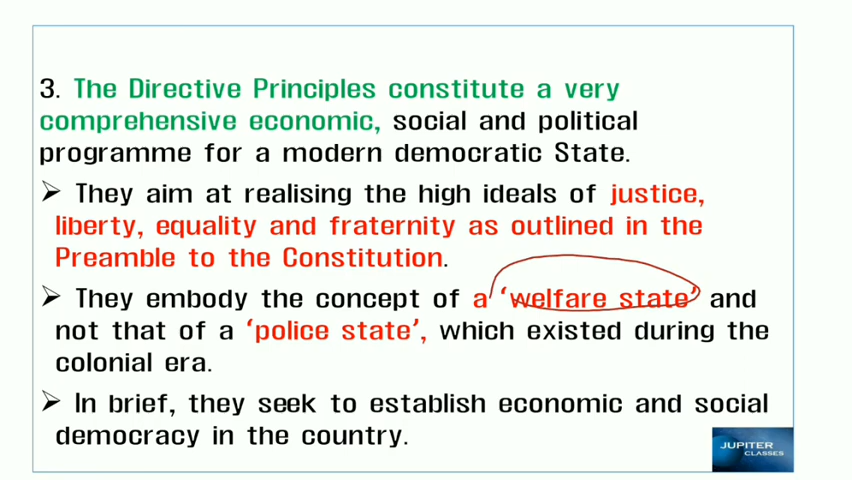 3. The Directive Principles constitute a very
comprehensive economic, social and political
programme for a modern democratic State.
➢ They aim at realising the high ideals of justice,
liberty, equality and fraternity as outlined in the
Preamble to the Constitution.
➢ They embody the concept of a ‘welfare state’ and
not that of a ‘police state’, which existed during the
colonial era.
➢ In brief, they seek to establish economic and social
democracy in the country.
JUPITER
CLASSES